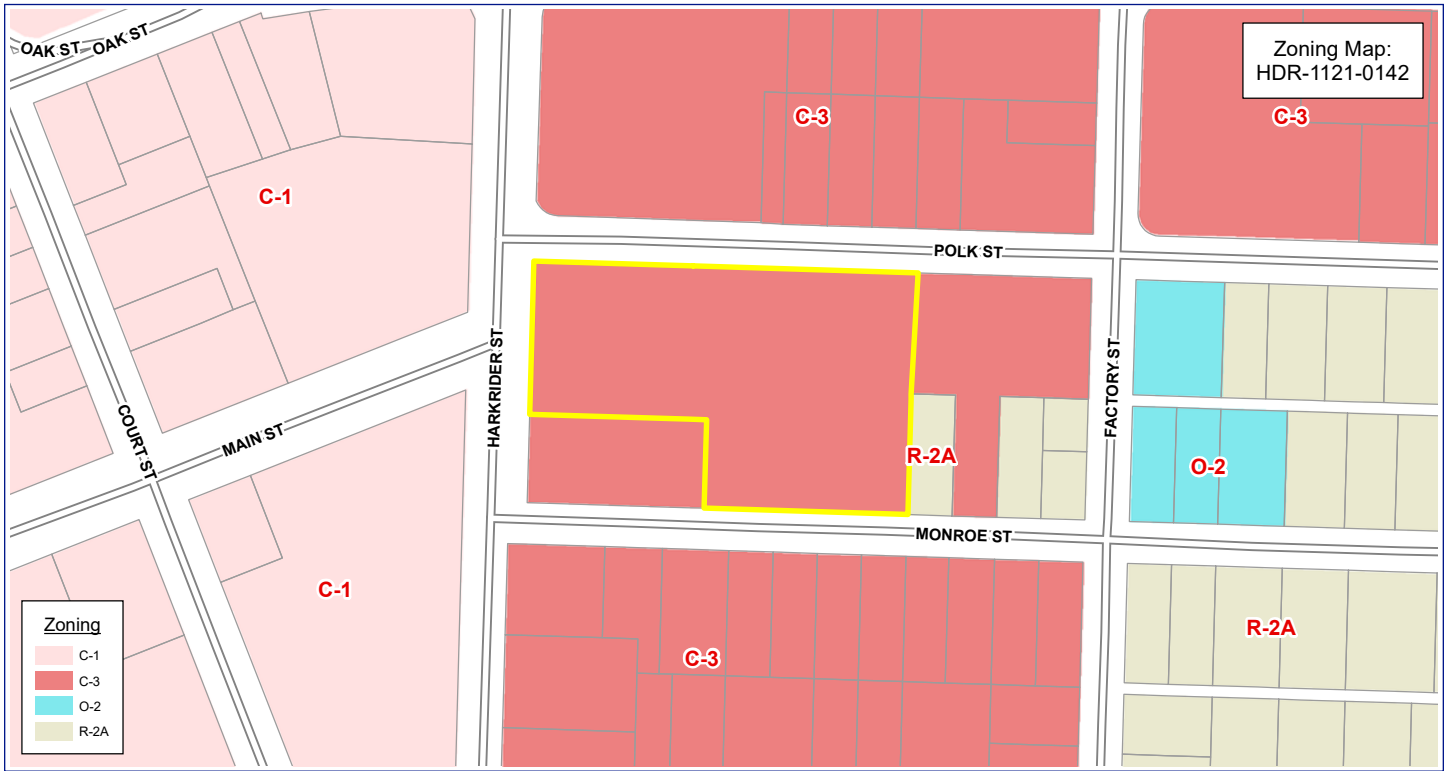 OAK ST
OAK ST
Zoning Map:
HDR-1121-0142
C-3
C-3
C-1
POLK ST
HARKRIDER ST
FACTORY ST
COURT ST
MAIN ST
R-2A
O-2
MONROE ST
C-1
C-3
R-2A
Zoning
C-1
C-3
O-2
R-2A